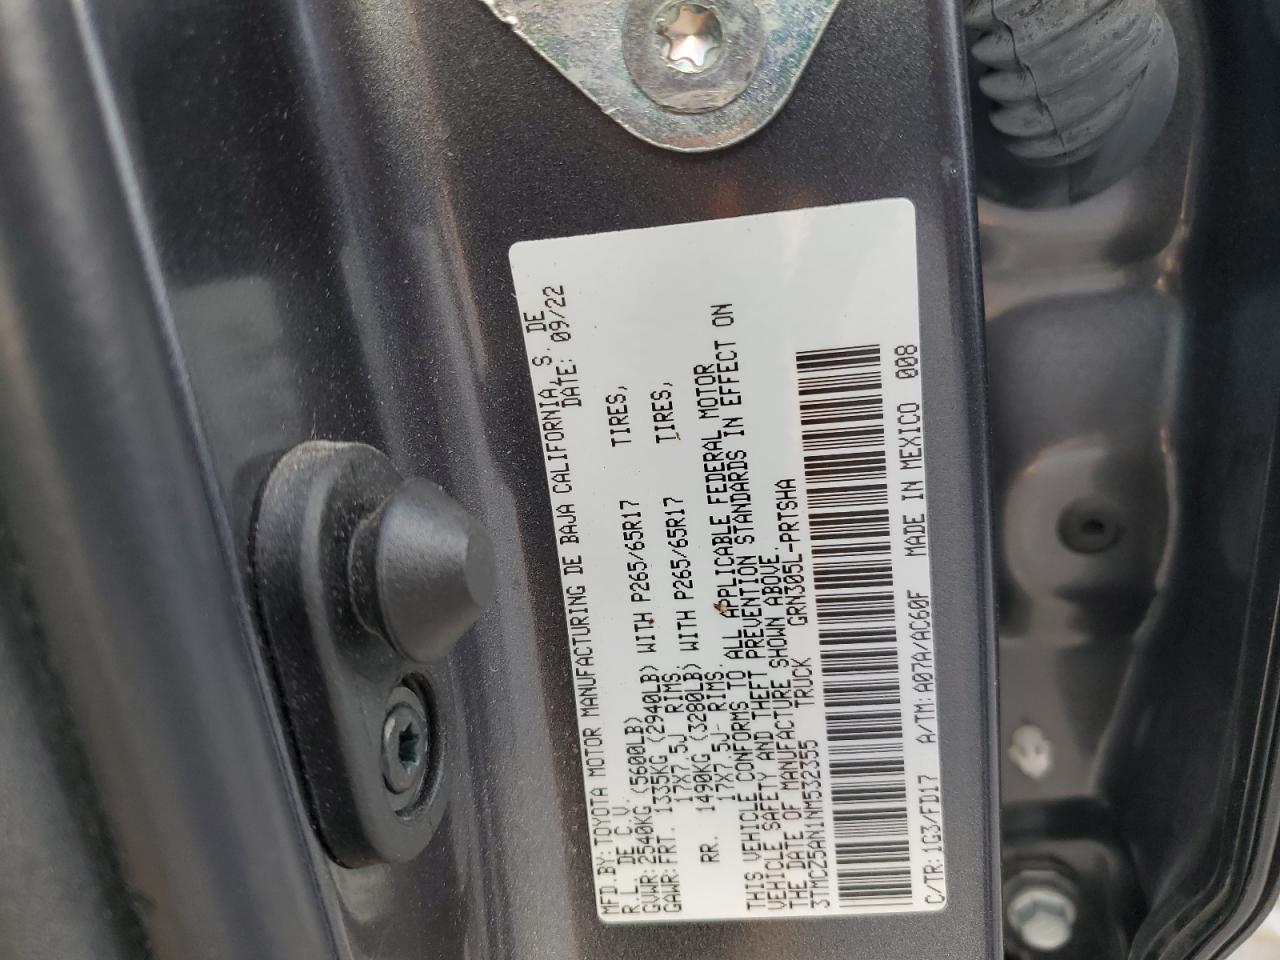 MFD.BY:TOYOTA MOTOR MANUFACTURING DE BAJA CALIFORNIA, S. DE
R.L. DE C.V. DATE: 09/22
GVWR:2540KG (5600LB)
GAWR:FRT. 1335KG (2940LB) WITH P265/65R17 TIRES,
17X7.5J RIMS,
RR. 1490KG (3280LB) WITH P265/65R17 TIRES,
17X7.5J RIMS.
THIS VEHICLE CONFORMS TO ALL APPLICABLE FEDERAL MOTOR
VEHICLE SAFETY AND THEFT PREVENTION STANDARDS IN EFFECT ON
THE DATE OF MANUFACTURE SHOWN ABOVE.
3TMCZ5AN1NM532355 TRUCK GRN305L-PRTSHA
C/TR:1G3/FD17 A/TM:A07A/AC60F MADE IN MEXICO 008